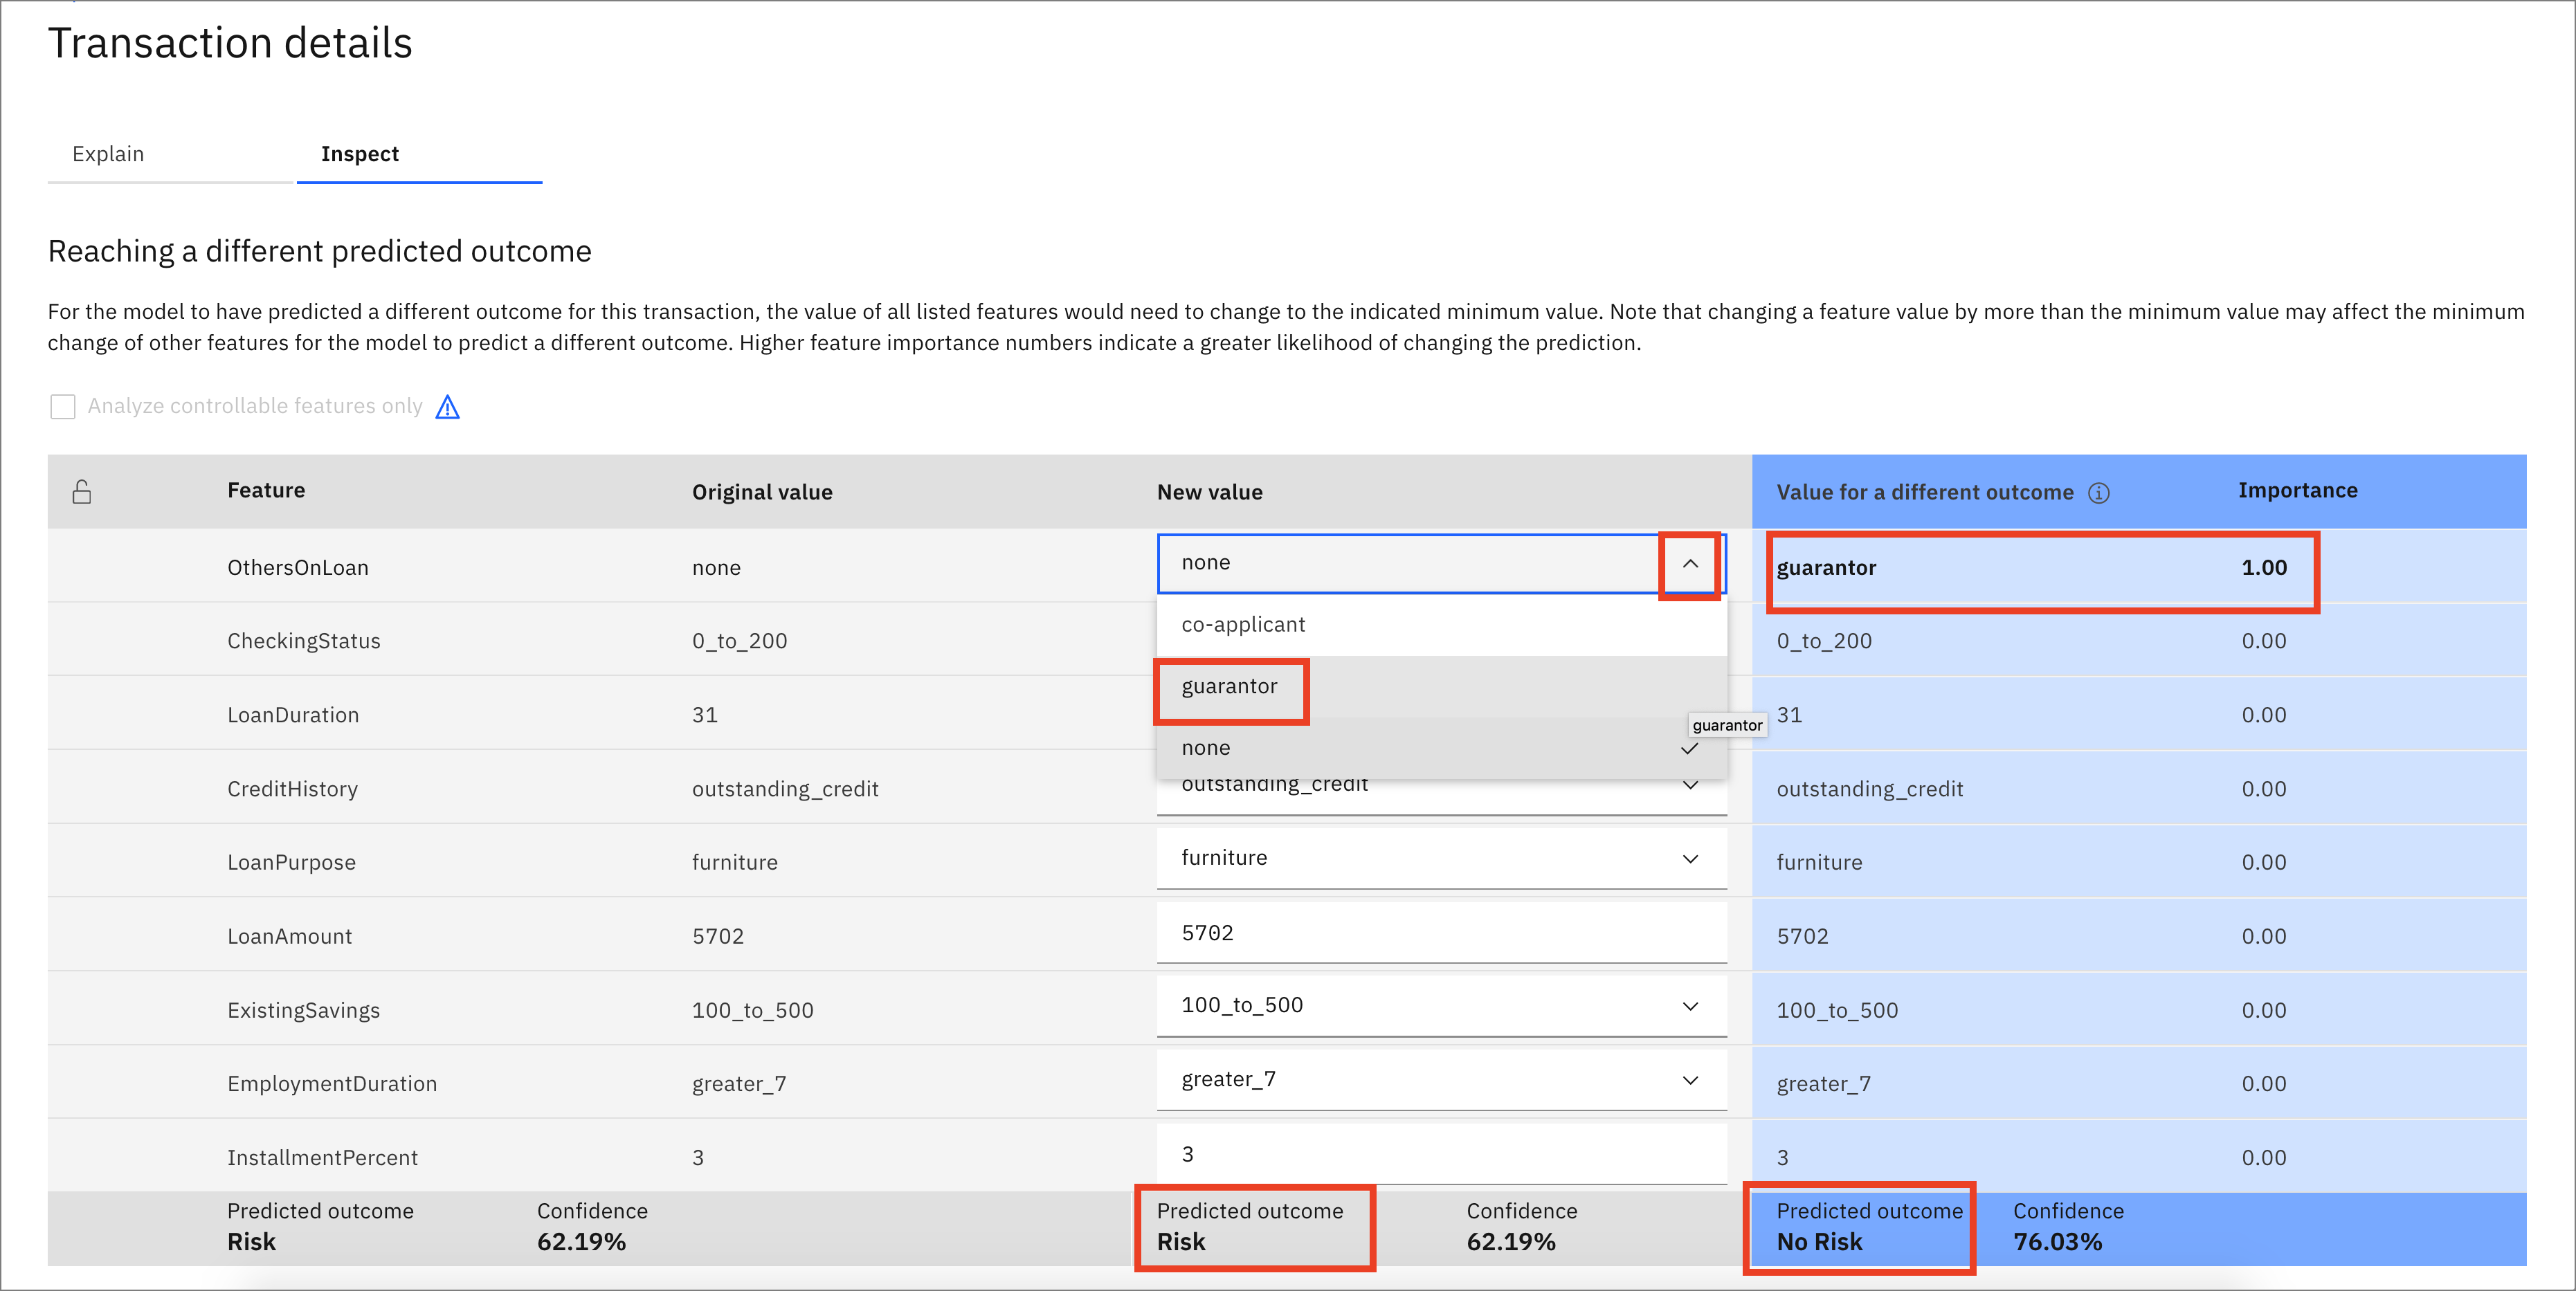 Transaction details
Explain Inspect
Reaching a different predicted outcome
For the model to have predicted a different outcome for this transaction, the value of all listed features would need to change to the indicated minimum value. Note that changing a feature value by more than the minimum value may affect the minimum
change of other features for the model to predict a different outcome. Higher feature importance numbers indicate a greater likelihood of changing the prediction.
Analyze controllable features only
Feature Original value New value Value for a different outcome Importance
OthersOnLoan none none guarantor 1.00
co-applicant
CheckingStatus 0_to_200 0_to_200 0.00
guarantor
LoanDuration 31 31 0.00
guarantor
none
CreditHistory outstanding_credit outstanding_credit outstanding_credit 0.00
LoanPurpose furniture furniture furniture 0.00
LoanAmount 5702 5702 5702 0.00
ExistingSavings 100_to_500 100_to_500 100_to_500 0.00
EmploymentDuration greater_7 greater_7 greater_7 0.00
InstallmentPercent 3 3 3 0.00
Predicted outcome Confidence Predicted outcome Confidence Predicted outcome Confidence
Risk 62.19% Risk 62.19% No Risk 76.03%